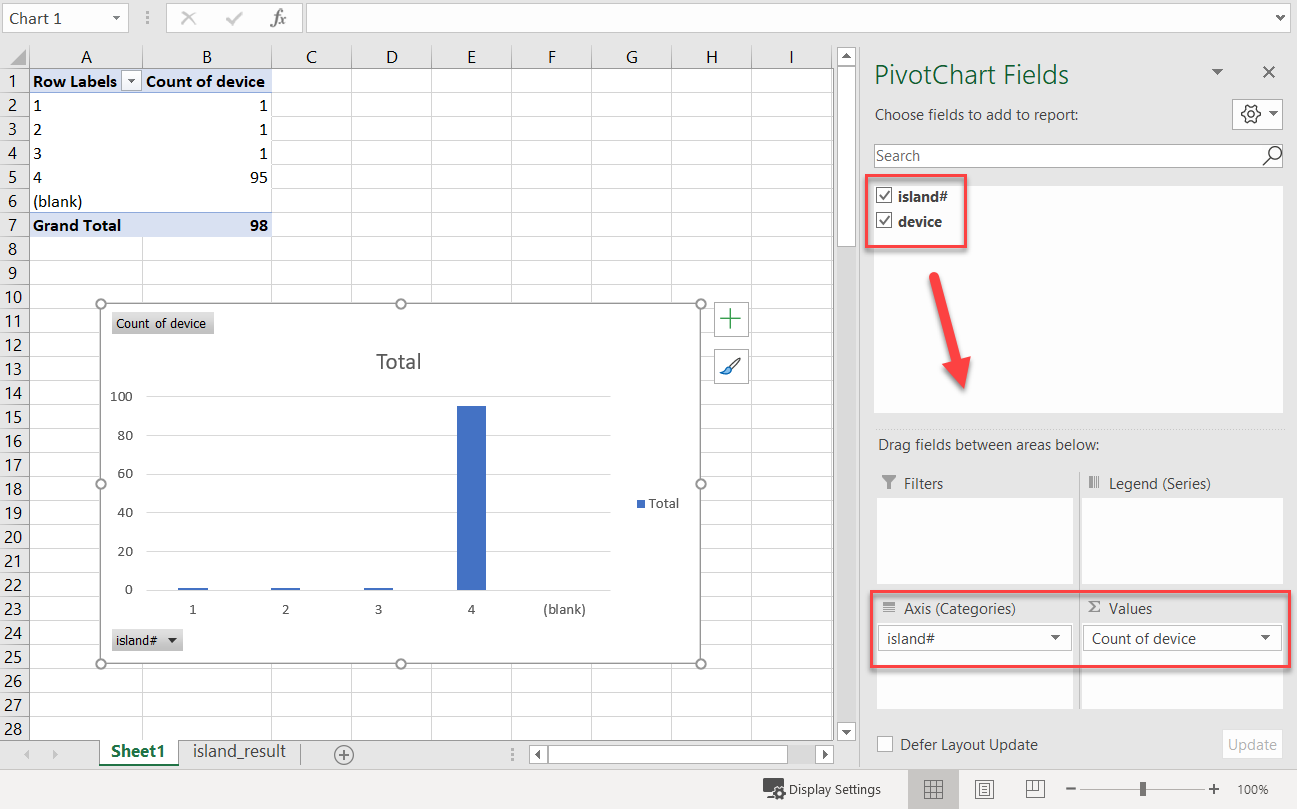 Chart 1
fx
A B C D E F G H I
1 Row Labels Count of device
2 1 1
3 2 1
4 3 1
5 4 95
6 (blank)
7 Grand Total 98
8
9
10
11
12
13
14
15
16
17
18
19
20
21
22
23
24
25
26
27
28
Count of device
Total
100
80
60
40
20
0
1 2 3 4 (blank)
Total
island#
PivotChart Fields
Choose fields to add to report:
Search
island#
device
Drag fields between areas below:
Filters
Legend (Series)
Axis (Categories)
Σ Values
island#
Count of device
Defer Layout Update
Update
Sheet1 island_result
Display Settings
100%